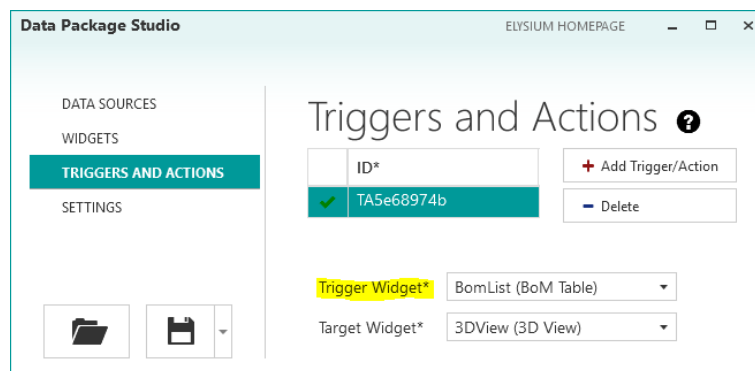 Data Package Studio
ELYSIUM HOMEPAGE
DATA SOURCES
WIDGETS
TRIGGERS AND ACTIONS
SETTINGS
Triggers and Actions ?
ID*
TA5e68974b
+ Add Trigger/Action
− Delete
Trigger Widget* BomList (BoM Table)
Target Widget* 3DView (3D View)